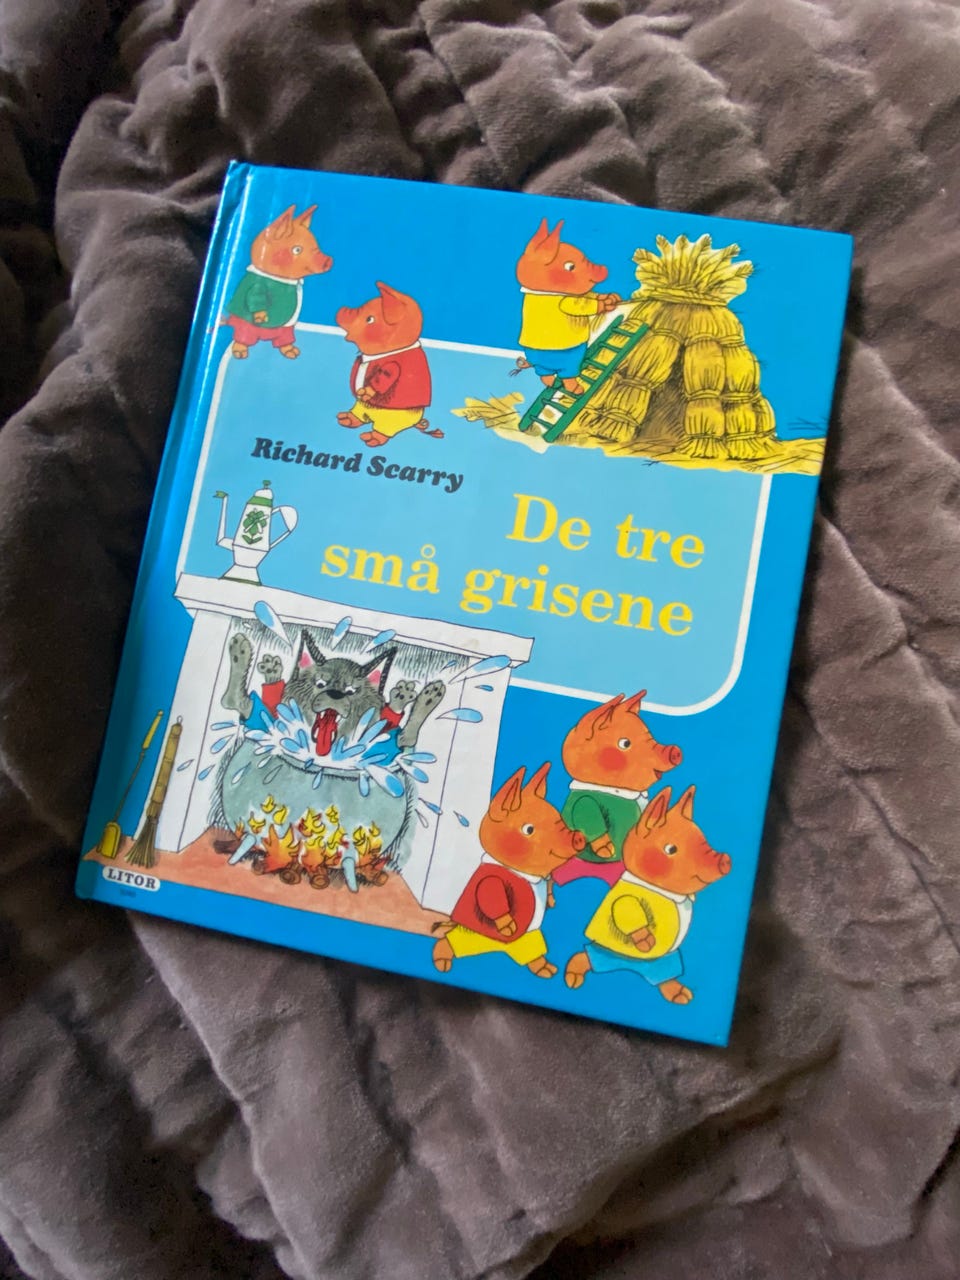 Richard Scarry
De tre
små grisene
LITOR